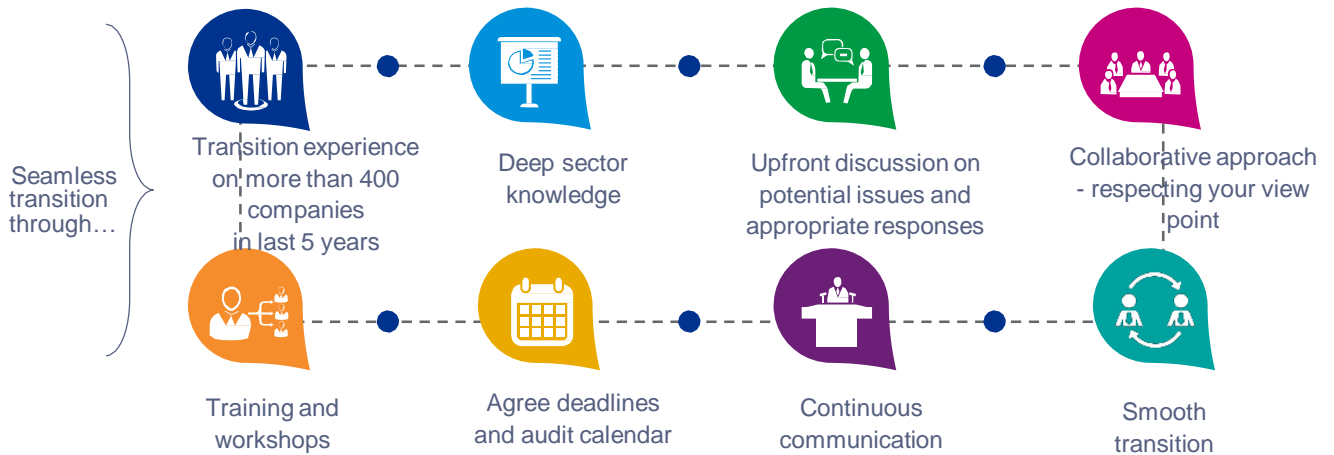 Seamless
transition
through…
Transition experience
on more than 400
companies
in last 5 years
Deep sector
knowledge
Upfront discussion on
potential issues and
appropriate responses
Collaborative approach
- respecting your view
point
Training and
workshops
Agree deadlines
and audit calendar
Continuous
communication
Smooth
transition